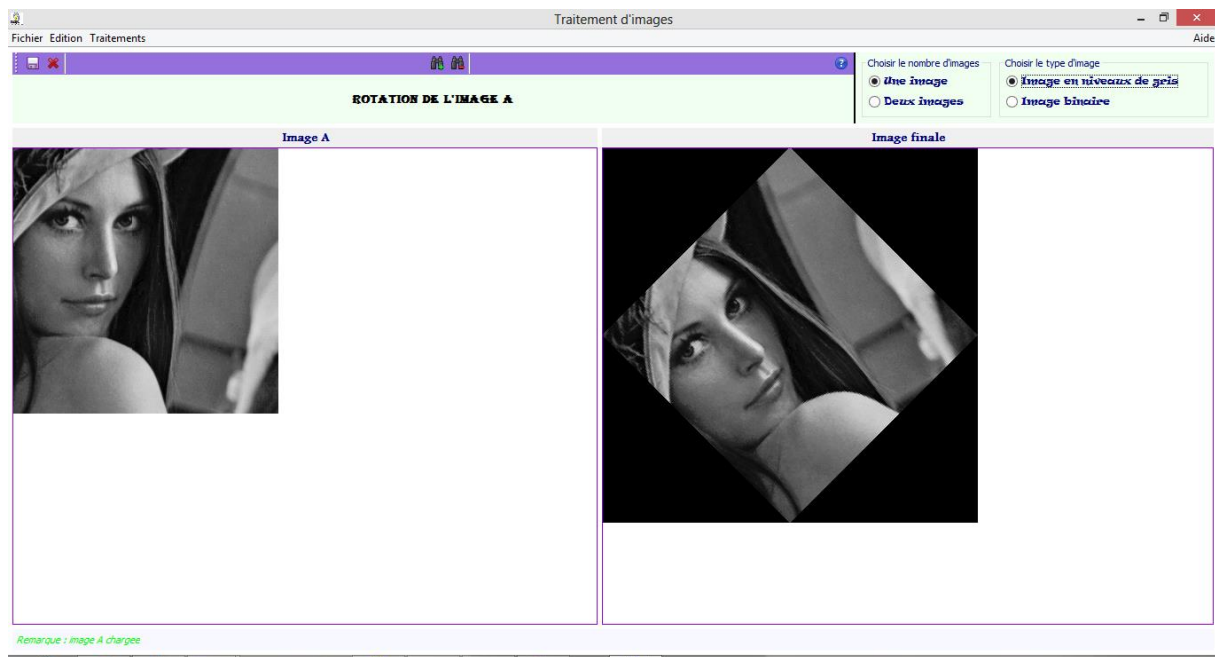 Traitement d'images
Fichier Edition Traitements Aide
Choisir le nombre d'images
Une image
Deux images
Choisir le type d'image
Image en niveaux de gris
Image binaire
ROTATION DE L'IMAGE A
Image A
Image finale
Remarque : image A chargee